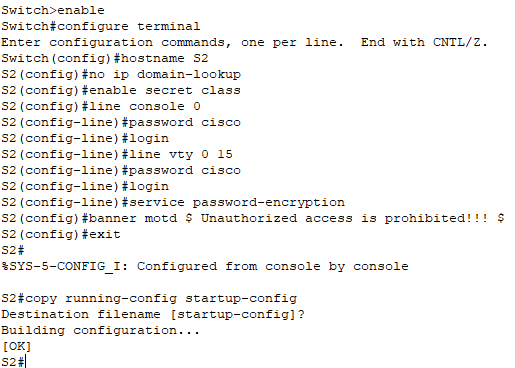 Switch>enable
Switch#configure terminal
Enter configuration commands, one per line.  End with CNTL/Z.
Switch(config)#hostname S2
S2(config)#no ip domain-lookup
S2(config)#enable secret class
S2(config)#line console 0
S2(config-line)#password cisco
S2(config-line)#login
S2(config-line)#line vty 0 15
S2(config-line)#password cisco
S2(config-line)#login
S2(config-line)#service password-encryption
S2(config)#banner motd $ Unauthorized access is prohibited!!! $
S2(config)#exit
S2#
%SYS-5-CONFIG_I: Configured from console by console
S2#copy running-config startup-config
Destination filename [startup-config]?
Building configuration...
[OK]
S2#